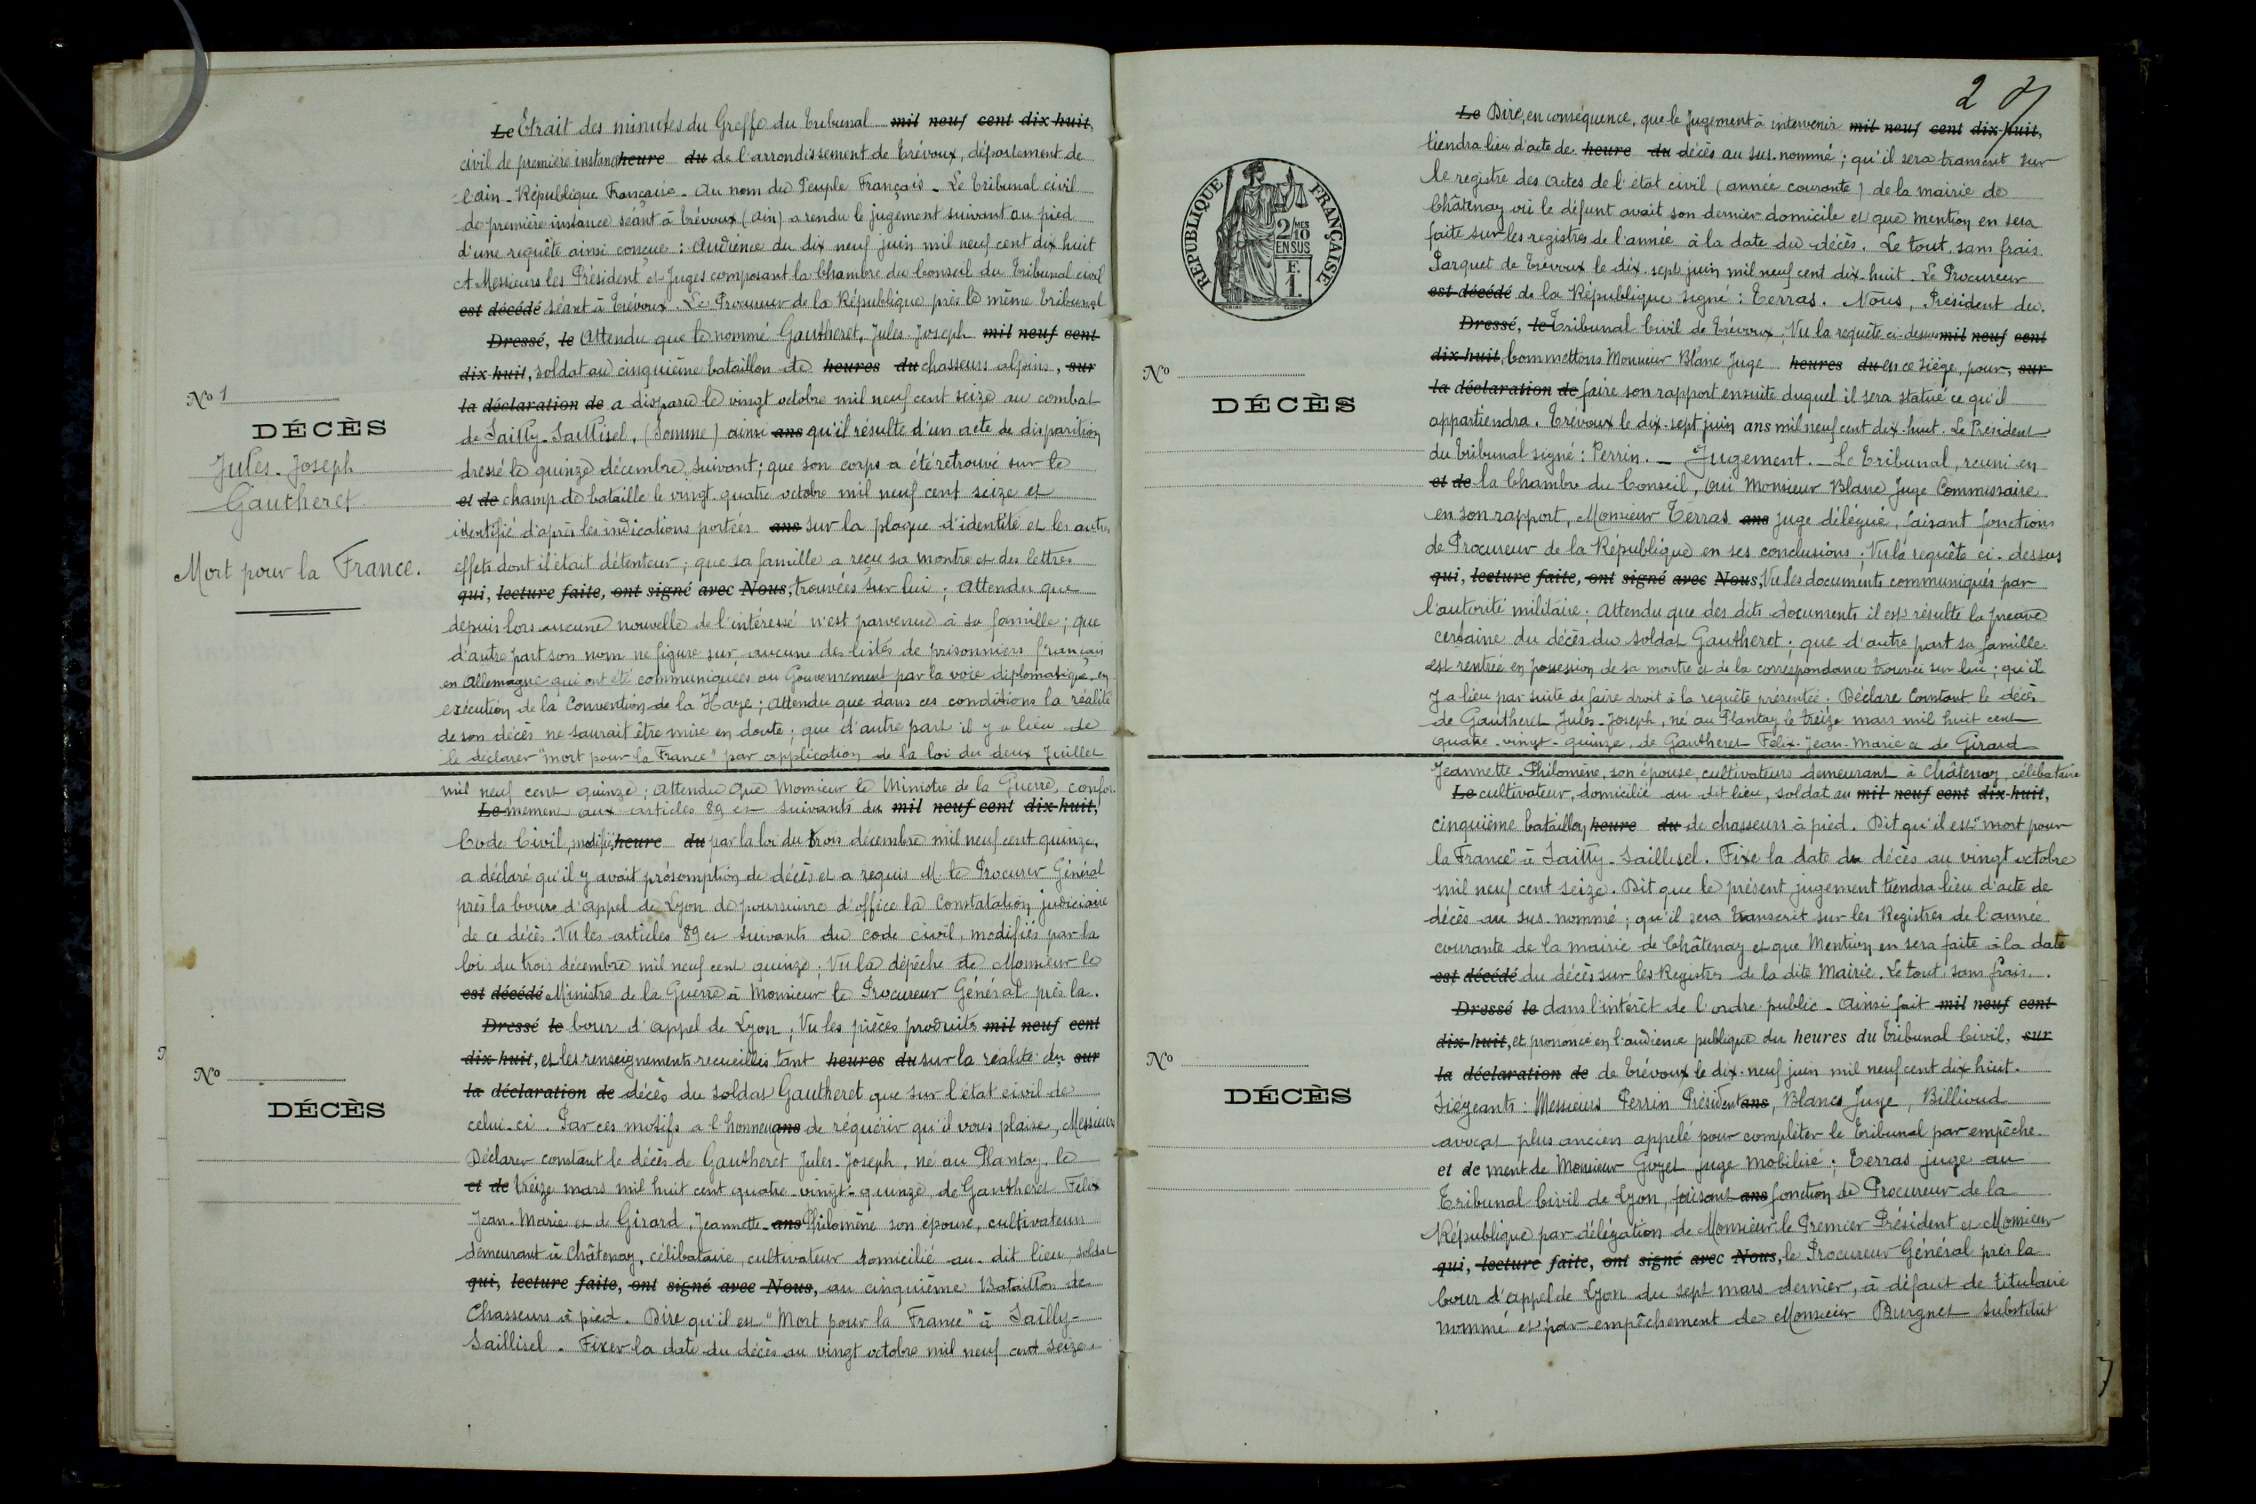 Le Etrait des minutes du Greffe du Tribunal mil neuf cent dix-huit,
civil de première instance heure du de l'arrondissement de Trévoux, département de
l'ain - République Française - Au nom du Peuple Français - Le Tribunal civil
de première instance séant à Trévoux (Ain) a rendu le jugement suivant au pied
d'une requête ainsi conçue : Audience du dix neuf juin mil neuf cent dix huit
A Messieurs les Président et Juges composant la Chambre du Conseil du Tribunal civil
est décédé séant à Trévoux. Le Procureur de la République près le même Tribunal
Dressé, le Attendu que le nommé Gautheret, Jules-Joseph mil neuf cent
dix huit, soldat au cinquième bataillon de heures du chasseurs alpins, sur
No 1
la déclaration de a disparu le vingt octobre mil neuf cent seize au combat
DÉCÈS
de Sailly-Saillisel, (Somme) ainsi ans qu'il résulte d'un acte de disparition
Jules-Joseph
dressé le quinze décembre suivant ; que son corps a été retrouvé sur le
Gautheret
et de champ de bataille le vingt-quatre octobre mil neuf cent seize et
identifié d'après les indications portées ans sur la plaque d'identité et les autres
Mort pour la France.
effets dont il était détenteur ; que sa famille a reçu sa montre et des lettres
qui, lecture faite, ont signé avec Nous, trouvées sur lui ; Attendu que
depuis lors aucune nouvelle de l'intéressé n'est parvenue à sa famille ; que
d'autre part son nom ne figure sur aucune des listes de prisonniers français
en Allemagne qui ont été communiquées au Gouvernement par la voie diplomatique, en
exécution de la Convention de la Haye ; Attendu que dans ces conditions la réalité
de son décès ne saurait être mise en doute ; que d'autre part il y a lieu de
le déclarer "mort pour la France" par application de la loi du deux Juillet
mil neuf cent quinze ; Attendu que Monsieur le Ministre de la Guerre, confor-
Le mément aux articles 89 et suivants du mil neuf cent dix-huit,
Code Civil, modifié heure du par la loi du trois décembre mil neuf cent quinze,
a déclaré qu'il y avait présomption de décès et a requis M. le Procurer Général
près la Cour d'appel de Lyon de poursuivre d'office la Constatation judiciaire
de ce décès. Vu les articles 89 et suivants du code civil, modifiés par la
loi du trois décembre mil neuf cent quinze ; Vu la dépêche de Monsieur le
est décédé Ministre de la Guerre à Monsieur le Procureur Général près la
Dressé le Cour d'appel de Lyon ; Vu les pièces produites mil neuf cent
dix-huit, et les renseignements recueillis tant heures du sur la réalité du sur
No
la déclaration de décès du soldat Gautheret que sur l'état civil de
DÉCÈS
celui-ci. Par ces motifs a l'honneur ans de réquérir qu'il vous plaise, Messieurs
Déclarer constant le décès de Gautheret Jules-Joseph, né au Plantay, le
et de treize mars mil huit cent quatre-vingt-quinze, de Gautheret Felix
Jean-Marie et de Girard, Jeannette ans Philomène son épouse, cultivateurs
demeurant à Châtenay, célibataire, cultivateur domicilié au-dit lieu, soldat
qui, lecture faite, ont signé avec Nous, au cinquième Bataillon de
Chasseurs à pied. Dire qu'il est "Mort pour la France" à Sailly-
Saillisel. Fixer la date du décès au vingt octobre mil neuf cent seize.
2
RÉPUBLIQUE FRANÇAISE
2/10 MES
EN SUS
F.
1.
Le Dire, en conséquence, que le Jugement à intervenir mil neuf cent dix-huit,
tiendra lieu d'acte de heure du décès au sus-nommé ; qu'il sera transcrit sur
le registre des actes de l'état civil (année courante) de la mairie de
Châtenay où le défunt avait son dernier domicile et que mention en sera
faite sur les registres de l'année à la date du décès. Le tout sans frais.
Parquet de Trévoux le dix-sept juin mil neuf cent dix-huit. Le Procureur
est décédé de la République signé : Terras. Nous, Président du
Dressé, le Tribunal Civil de Trévoux. Vu la requête ci-dessus mil neuf cent
No
dix-huit, Commettons Monsieur Blanc Juge heures du en ce siège, pour, sur
DÉCÈS
la déclaration de faire son rapport ensuite duquel il sera statué ce qu'il
appartiendra. Trévoux le dix-sept juin ans mil neuf cent dix-huit. Le Président
du Tribunal signé : Perrin. - Jugement. - Le Tribunal, réuni en
et de la Chambre du Conseil, Oui Monsieur Blanc Juge Commissaire
en son rapport, Monsieur Terras ans juge délégué, faisant fonctions
de Procureur de la République en ses conclusions ; Vu la requête ci-dessus
qui, lecture faite, ont signé avec Nous, Vu les documents communiqués par
l'autorité militaire ; Attendu que des dits documents il est résulte la preuve
certaine du décès du soldat Gautheret ; que d'autre part sa famille
est rentrée en possession de sa montre et de la correspondance trouvée sur lui ; qu'il
y a lieu par suite de faire droit à la requête présentée. Déclare Constant le décès
de Gautheret Jules-Joseph, né au Plantay le treize mars mil huit cent
quatre-vingt-quinze, de Gautheret Felix-Jean-Marie et de Girard
Jeannette-Philomène, son épouse, cultivateurs demeurant à Châtenay, célibataire
Le cultivateur, domicilié au dit lieu, soldat au mil neuf cent dix-huit,
cinquième bataillon heure du de chasseurs à pied. Dit qu'il est "mort pour
la France" à Sailly-Saillisel. Fixe la date du décès au vingt octobre
mil neuf cent seize. Dit que le présent jugement tiendra lieu d'acte de
décès au sus-nommé ; qu'il sera transcrit sur les Registres de l'année
courante de la mairie de Châtenay et que Mention en sera faite à la date
est décédé du décès sur les Registres de la dite Mairie. Le tout sans frais.
Dressé le dans l'intérêt de l'ordre public - Ainsi fait mil neuf cent
dix-huit, et prononcé en l'audience publique du heures du Tribunal Civil, sur
No
la déclaration de de Trévoux le dix-neuf juin mil neuf cent dix huit.
DÉCÈS
Siégeants : Messieurs Perrin Président ans, Blanc Juge, Billioud
avocat plus ancien appelé pour compléter le Tribunal par empêche-
et de ment de Monsieur Guyet juge mobilisé ; Terras juge au
Tribunal Civil de Lyon, faisant ans fonction de Procureur de la
République par délégation de Monsieur le Premier Président et Monsieur
qui, lecture faite, ont signé avec Nous, le Procureur Général près la
Cour d'appel de Lyon du sept mars dernier, à défaut de titulaire
nommé et par empêchement de Monsieur Buignet substitut